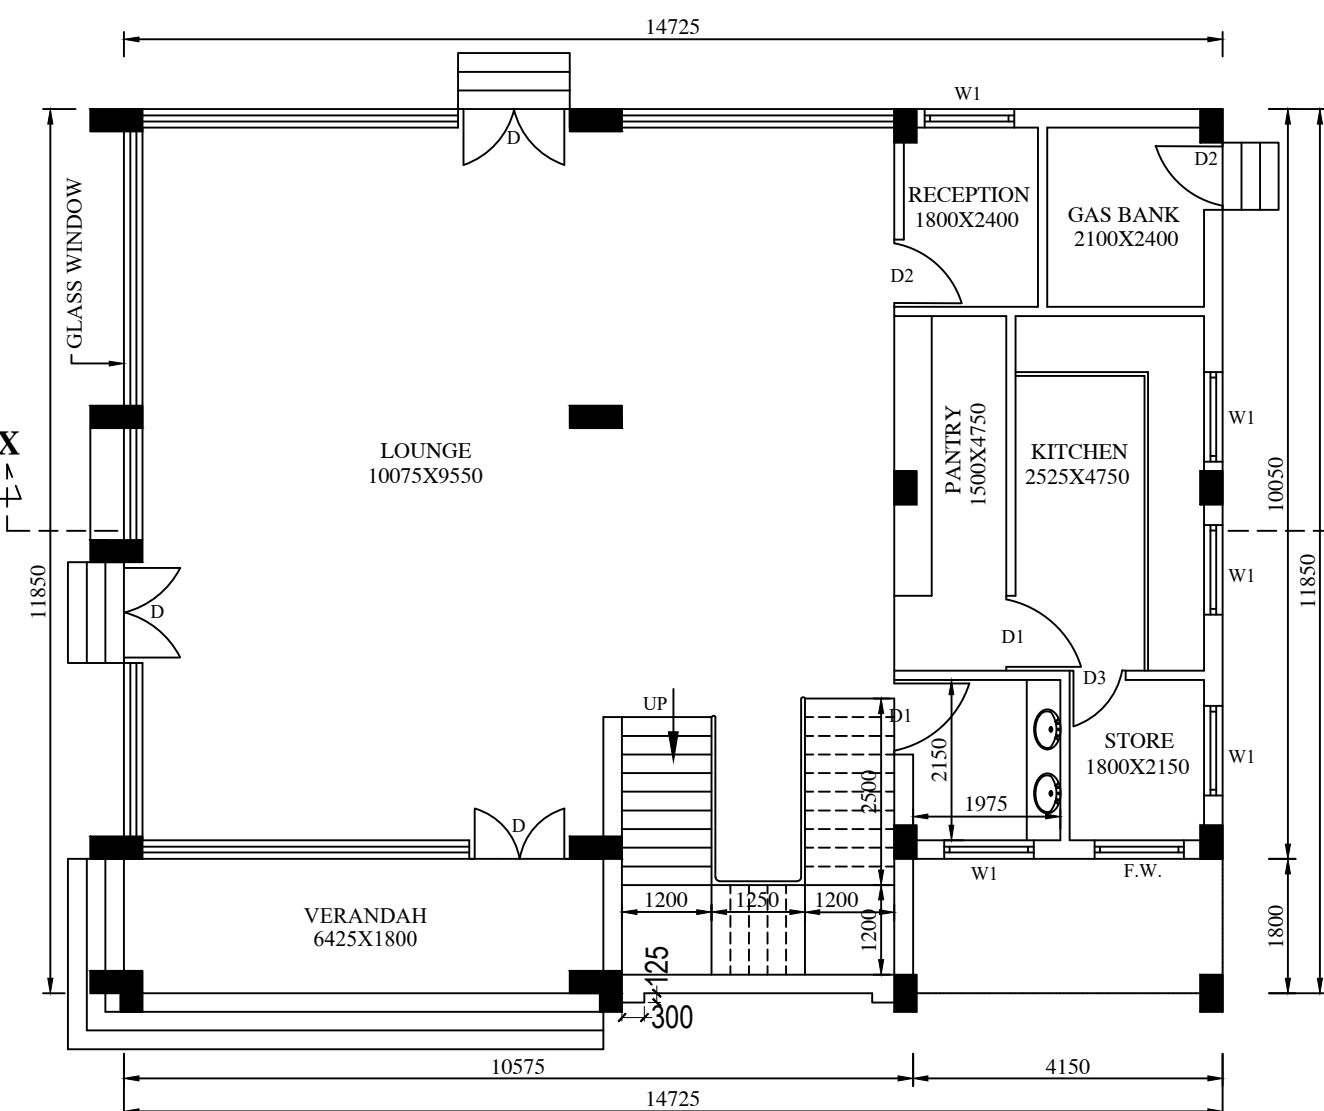 14725
W1
D
D2
RECEPTION
1800X2400
GAS BANK
2100X2400
GLASS WINDOW
D2
X
LOUNGE
10075X9550
PANTRY
1500X4750
KITCHEN
2525X4750
W1
10050
11850
W1
11850
D
D1
D3
UP
D1
2150
STORE
1800X2150
W1
2500
1975
D
W1
F.W.
VERANDAH
6425X1800
1200
1250
1200
1200
1800
125
300
10575
4150
14725